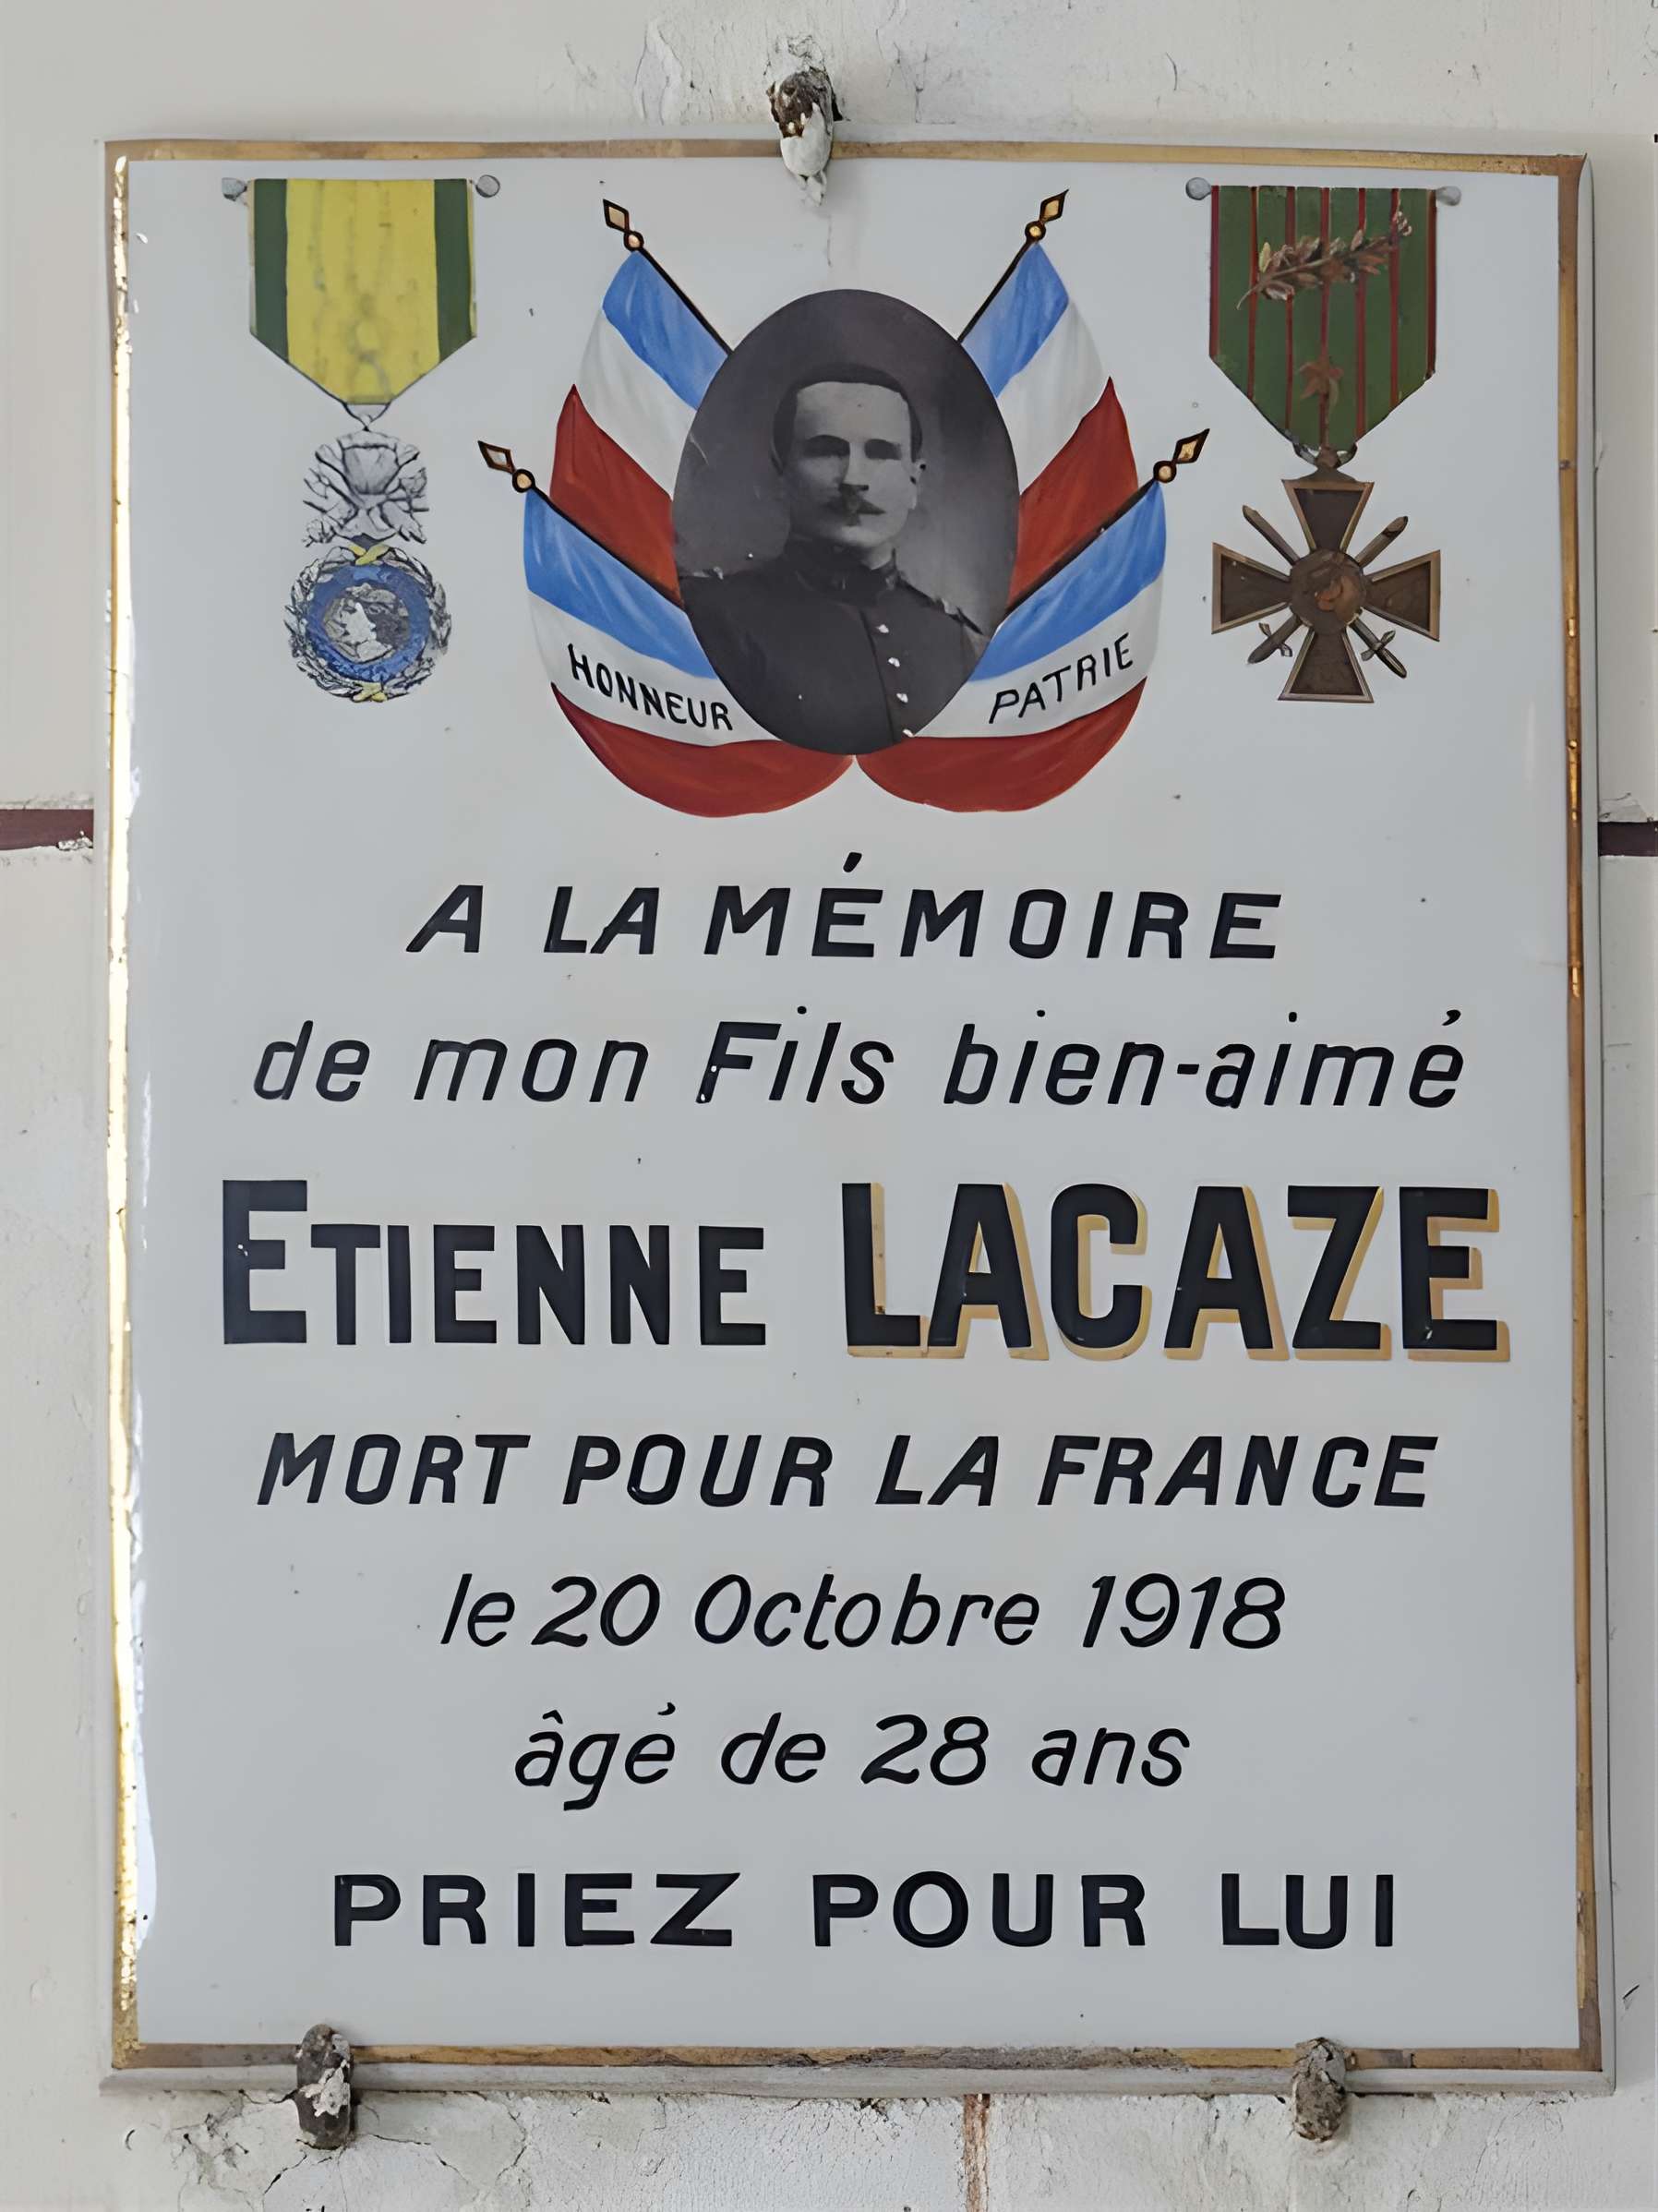 HONNEUR
PATRIE
A LA MÉMOIRE
de mon Fils bien-aimé
ETIENNE LACAZE
MORT POUR LA FRANCE
le 20 Octobre 1918
âgé de 28 ans
PRIEZ POUR LUI